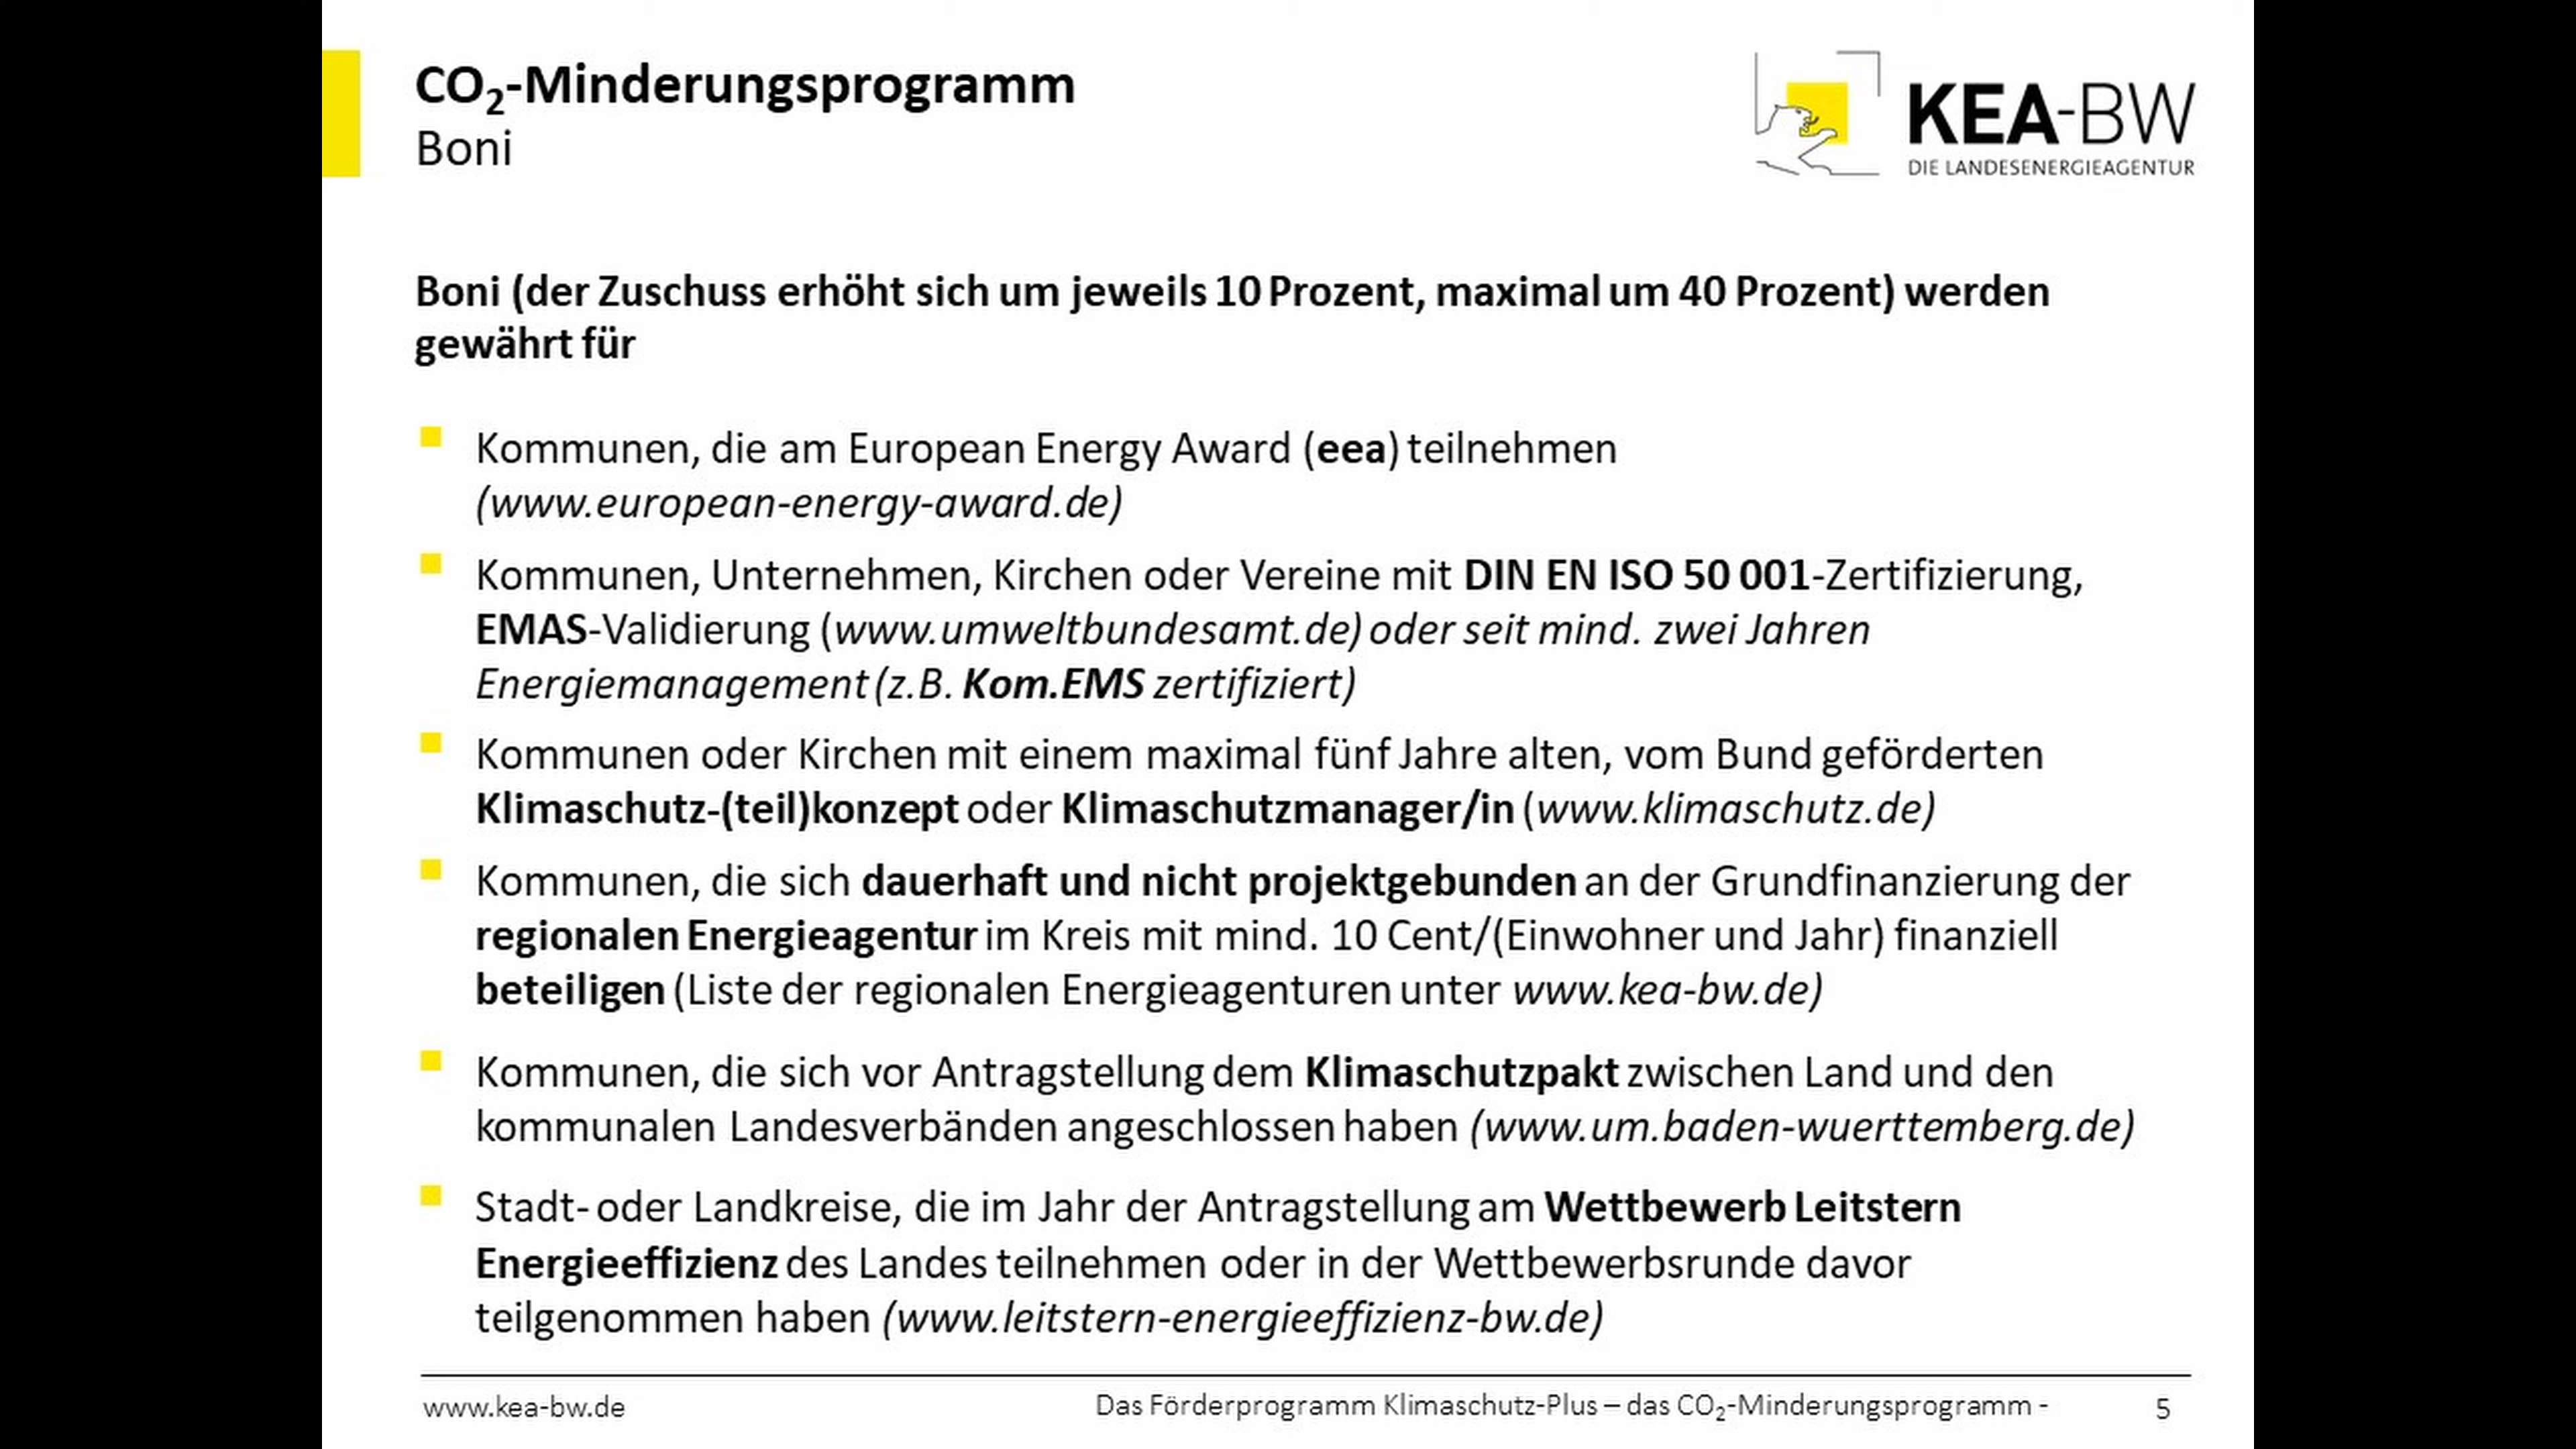 CO₂-Minderungsprogramm
Boni
KEA-BW
DIE LANDESENERGIEAGENTUR
Boni (der Zuschuss erhöht sich um jeweils 10 Prozent, maximal um 40 Prozent) werden
gewährt für
Kommunen, die am European Energy Award (eea) teilnehmen
(www.european-energy-award.de)
Kommunen, Unternehmen, Kirchen oder Vereine mit DIN EN ISO 50 001-Zertifizierung,
EMAS-Validierung (www.umweltbundesamt.de) oder seit mind. zwei Jahren
Energiemanagement (z.B. Kom.EMS zertifiziert)
Kommunen oder Kirchen mit einem maximal fünf Jahre alten, vom Bund geförderten
Klimaschutz-(teil)konzept oder Klimaschutzmanager/in (www.klimaschutz.de)
Kommunen, die sich dauerhaft und nicht projektgebunden an der Grundfinanzierung der
regionalen Energieagentur im Kreis mit mind. 10 Cent/(Einwohner und Jahr) finanziell
beteiligen (Liste der regionalen Energieagenturen unter www.kea-bw.de)
Kommunen, die sich vor Antragstellung dem Klimaschutzpakt zwischen Land und den
kommunalen Landesverbänden angeschlossen haben (www.um.baden-wuerttemberg.de)
Stadt- oder Landkreise, die im Jahr der Antragstellung am Wettbewerb Leitstern
Energieeffizienz des Landes teilnehmen oder in der Wettbewerbsrunde davor
teilgenommen haben (www.leitstern-energieeffizienz-bw.de)
www.kea-bw.de
Das Förderprogramm Klimaschutz-Plus – das CO₂-Minderungsprogramm -
5